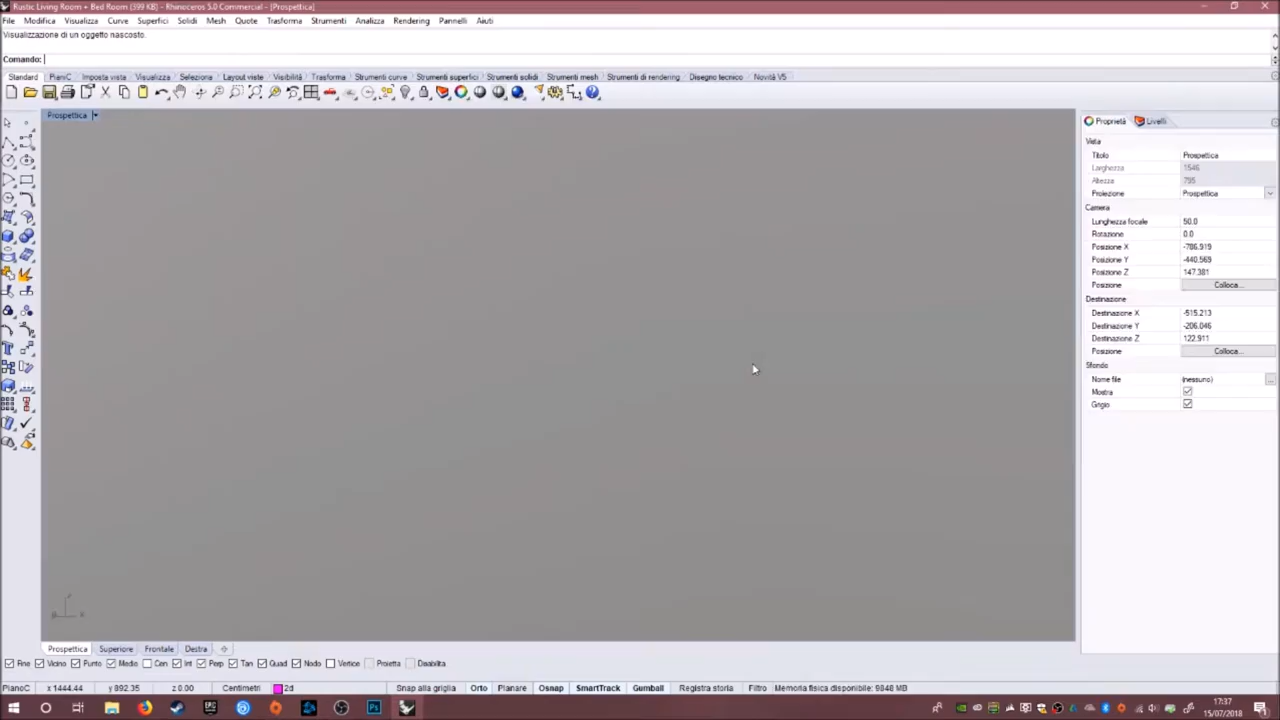 Rustic Living Room + Bed Room (399 KB) - Rhinoceros 5.0 Commercial - [Prospettica]
File Modifica Visualizza Curve Superfici Solidi Mesh Quote Trasforma Strumenti Analizza Rendering Pannelli Aiuti
Visualizzazione di un oggetto nascosto.
Comando:
Standard PianiC Imposta vista Visualizza Selezione Layout viste Visibilità Trasforma Strumenti curve Strumenti superfici Strumenti solidi Strumenti mesh Strumenti di rendering Disegno tecnico Novità V5
Prospettica
Proprietà Livelli
Vista
Titolo Prospettica
Larghezza 1546
Altezza 795
Proiezione Prospettica
Camera
Lunghezza focale 50.0
Rotazione 0.0
Posizione X -786.919
Posizione Y -440.569
Posizione Z 147.381
Posizione Colloca...
Destinazione
Destinazione X -515.213
Destinazione Y -206.046
Destinazione Z 122.911
Posizione Colloca...
Sfondo
Nome file (nessuno) ...
Mostra
Grigio
Prospettica Superiore Frontale Destra
Fine Vicino Punto Medio Cen Int Perp Tan Quad Nodo Vertice Proietta Disabilita
PianoC x 1444.44 y 892.35 z 0.00 Centimetri 2d Snap alla griglia Orto Planare Osnap SmartTrack Gumball Registra storia Filtro Memoria fisica disponibile: 9848 MB
17:37
15/07/2018